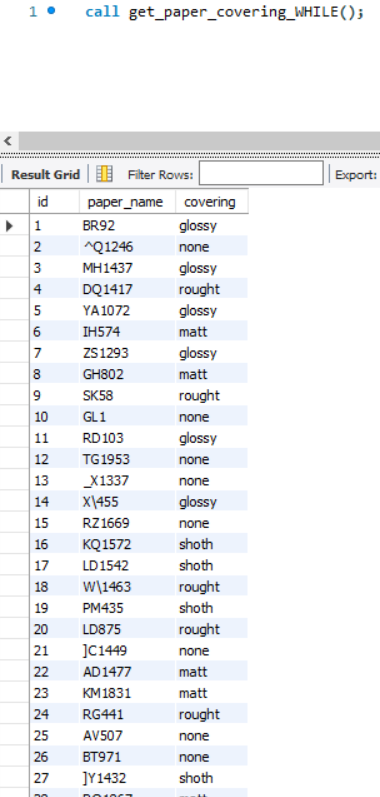 1 call get_paper_covering_WHILE();
Result Grid Filter Rows: Export:
id paper_name covering
1 BR92 glossy
2 ^Q1246 none
3 MH1437 glossy
4 DQ1417 rought
5 YA1072 glossy
6 IH574 matt
7 ZS1293 glossy
8 GH802 matt
9 SK58 rought
10 GL1 none
11 RD103 glossy
12 TG1953 none
13 _X1337 none
14 X\455 glossy
15 RZ1669 none
16 KQ1572 shoth
17 LD1542 shoth
18 W\1463 rought
19 PM435 shoth
20 LD875 rought
21 ]C1449 none
22 AD1477 matt
23 KM1831 matt
24 RG441 rought
25 AV507 none
26 BT971 none
27 ]Y1432 shoth